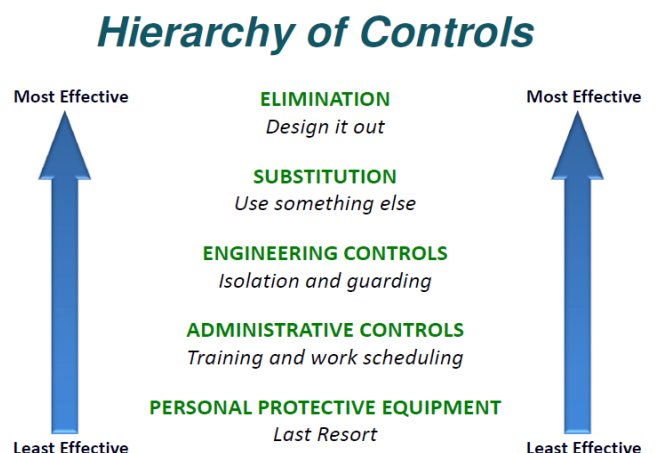 Hierarchy of Controls
Most Effective
Most Effective
ELIMINATION
Design it out
SUBSTITUTION
Use something else
ENGINEERING CONTROLS
Isolation and guarding
ADMINISTRATIVE CONTROLS
Training and work scheduling
PERSONAL PROTECTIVE EQUIPMENT
Last Resort
Least Effective
Least Effective